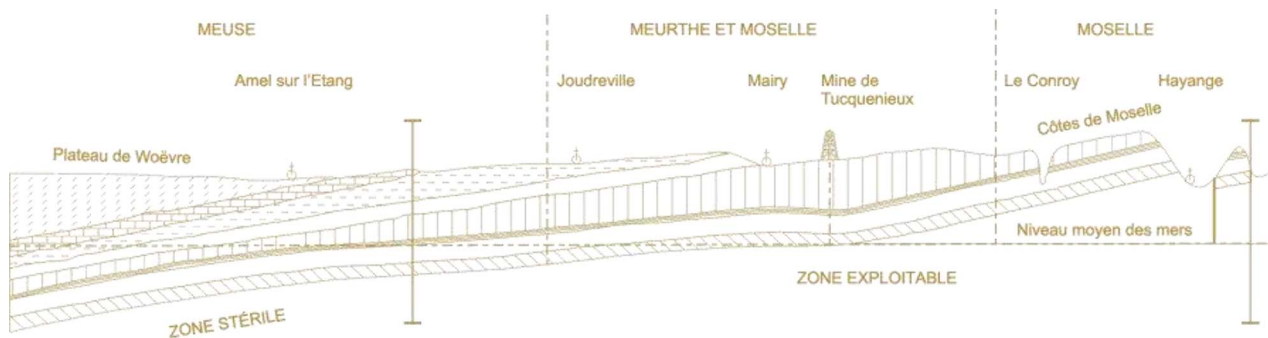 MEUSE
MEURTHE ET MOSELLE
MOSELLE
Amel sur l'Etang
Joudreville
Mairy
Mine de
Tucquenieux
Le Conroy
Hayange
Côtes de Moselle
Plateau de Woëvre
Niveau moyen des mers
ZONE EXPLOITABLE
ZONE STÉRILE